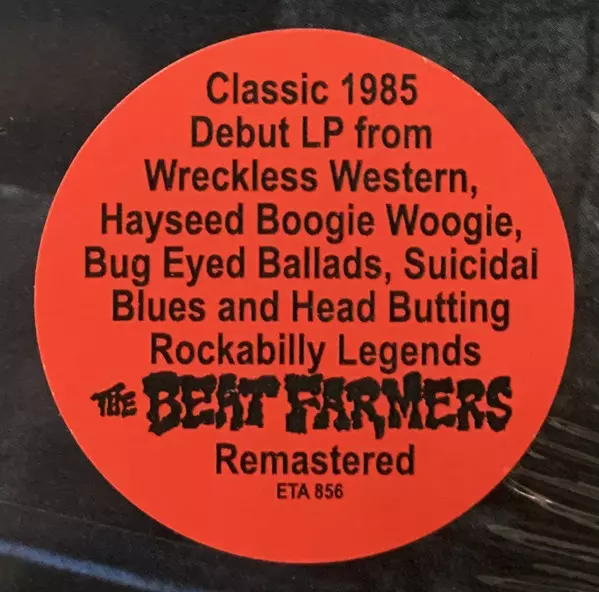 Classic 1985
Debut LP from
Wreckless Western,
Hayseed Boogie Woogie,
Bug Eyed Ballads, Suicidal
Blues and Head Butting
Rockabilly Legends
THE BEAT FARMERS
Remastered
ETA 856